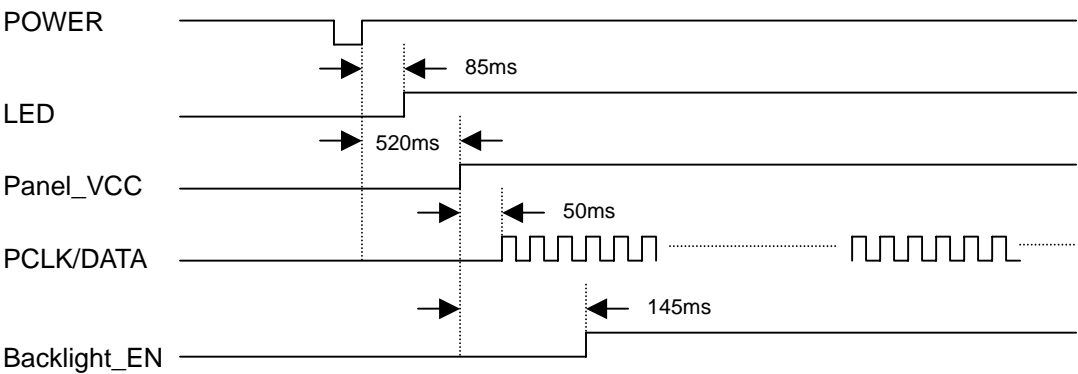 POWER
85ms
LED
520ms
Panel_VCC
50ms
PCLK/DATA
145ms
Backlight_EN